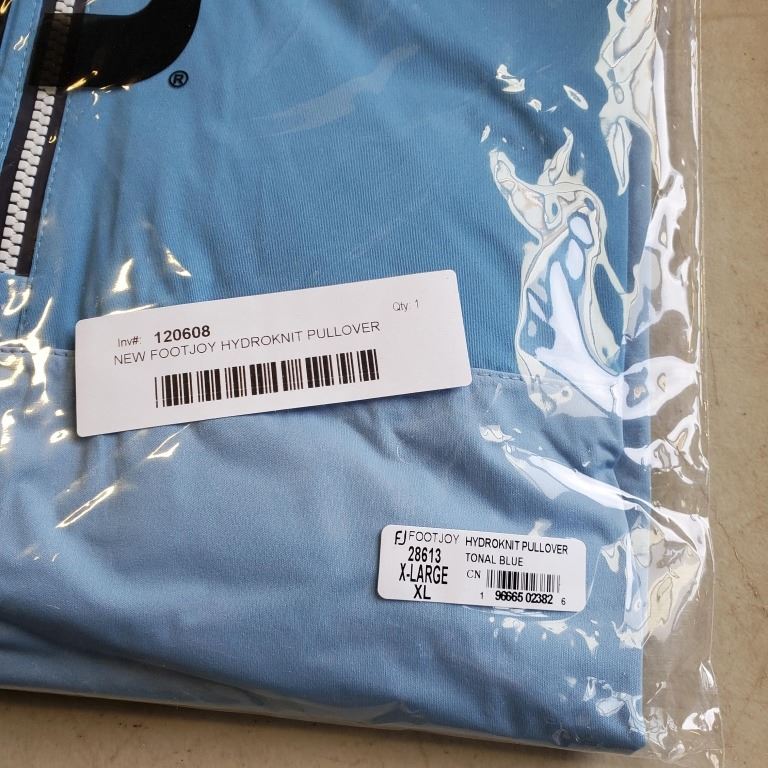 ®
Inv#: 120608 Qty: 1
NEW FOOTJOY HYDROKNIT PULLOVER
FJ FOOTJOY HYDROKNIT PULLOVER
28613 TONAL BLUE
X-LARGE CN
XL 1 96665 02382 6